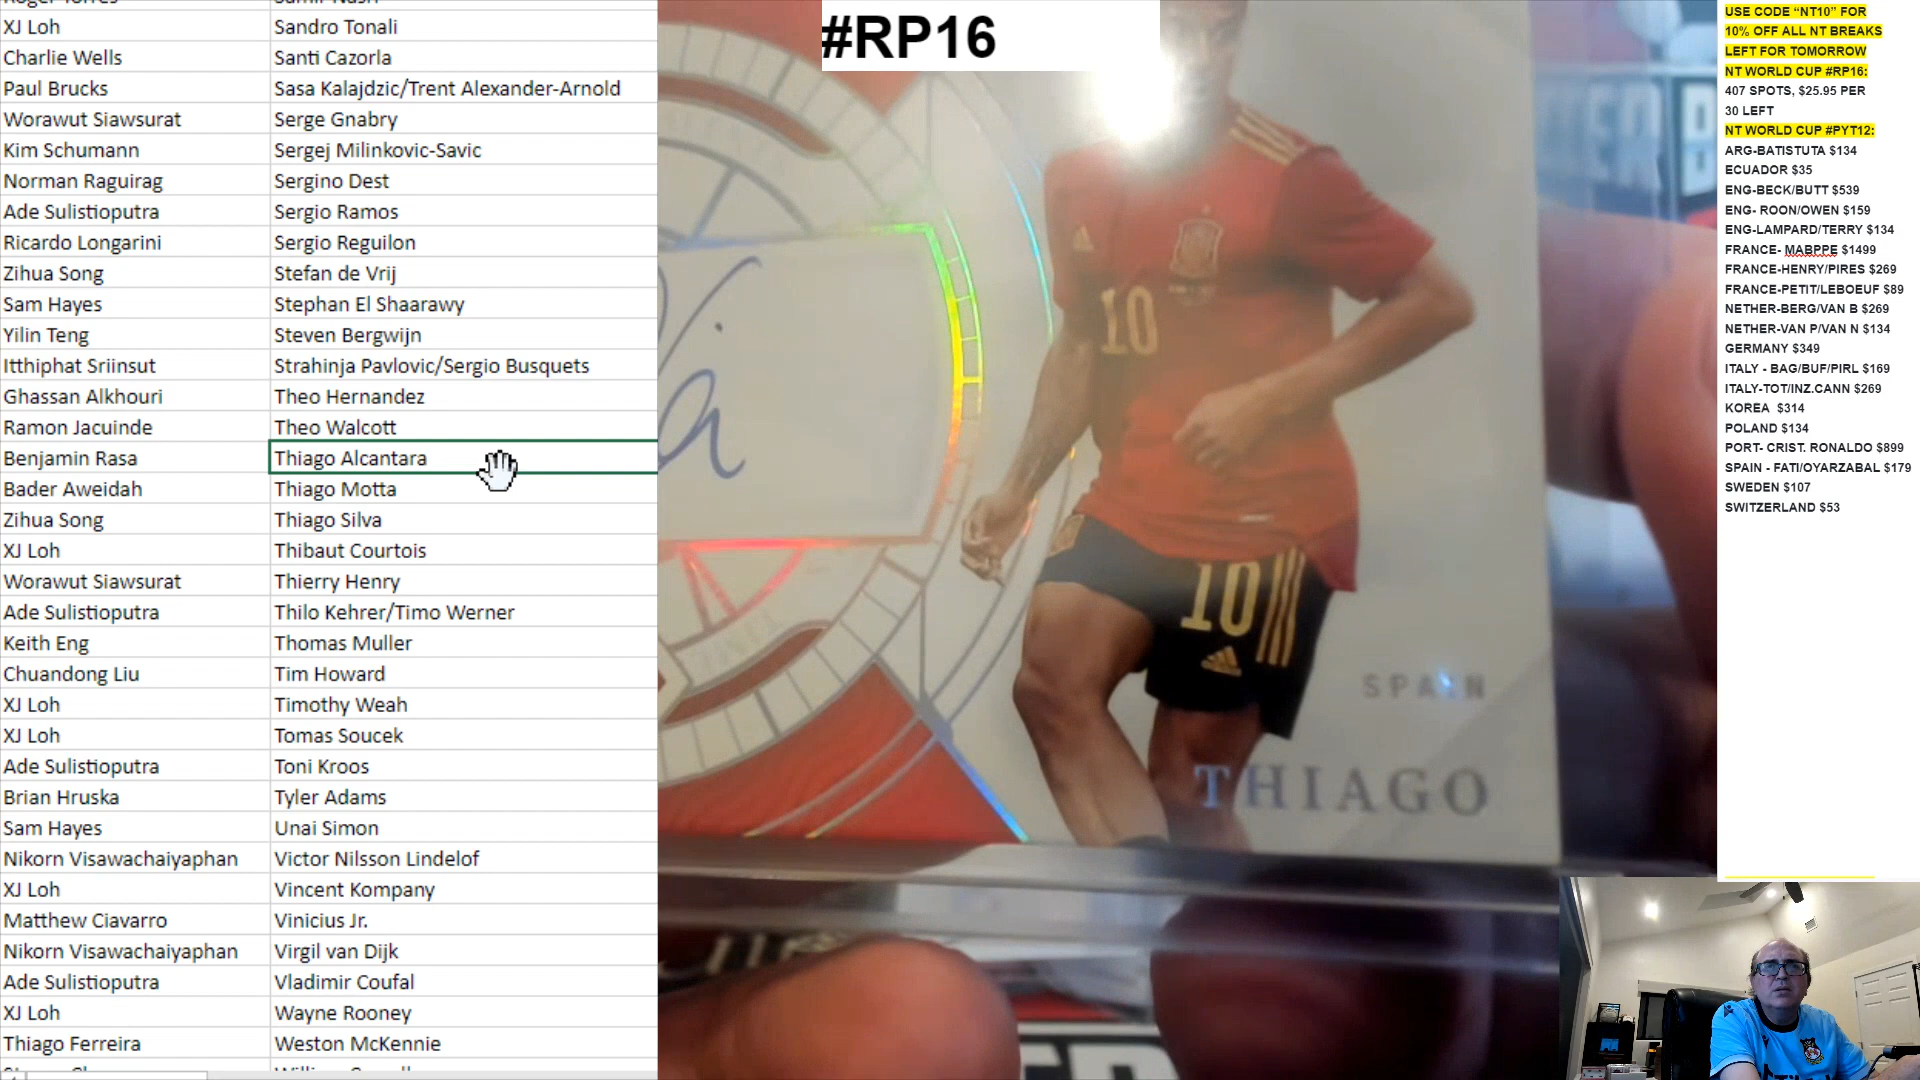 #RP16
XJ Loh Sandro Tonali
Charlie Wells Santi Cazorla
Paul Brucks Sasa Kalajdzic/Trent Alexander-Arnold
Worawut Siawsurat Serge Gnabry
Kim Schumann Sergej Milinkovic-Savic
Norman Raguirag Sergino Dest
Ade Sulistioputra Sergio Ramos
Ricardo Longarini Sergio Reguilon
Zihua Song Stefan de Vrij
Sam Hayes Stephan El Shaarawy
Yilin Teng Steven Bergwijn
Itthiphat Sriinsut Strahinja Pavlovic/Sergio Busquets
Ghassan Alkhouri Theo Hernandez
Ramon Jacuinde Theo Walcott
Benjamin Rasa Thiago Alcantara
Bader Aweidah Thiago Motta
Zihua Song Thiago Silva
XJ Loh Thibaut Courtois
Worawut Siawsurat Thierry Henry
Ade Sulistioputra Thilo Kehrer/Timo Werner
Keith Eng Thomas Muller
Chuandong Liu Tim Howard
XJ Loh Timothy Weah
XJ Loh Tomas Soucek
Ade Sulistioputra Toni Kroos
Brian Hruska Tyler Adams
Sam Hayes Unai Simon
Nikorn Visawachaiyaphan Victor Nilsson Lindelof
XJ Loh Vincent Kompany
Matthew Ciavarro Vinicius Jr.
Nikorn Visawachaiyaphan Virgil van Dijk
Ade Sulistioputra Vladimir Coufal
XJ Loh Wayne Rooney
Thiago Ferreira Weston McKennie
10
10
SPAIN
THIAGO
USE CODE “NT10” FOR
10% OFF ALL NT BREAKS
LEFT FOR TOMORROW
NT WORLD CUP #RP16:
407 SPOTS, $25.95 PER
30 LEFT
NT WORLD CUP #PYT12:
ARG-BATISTUTA $134
ECUADOR $35
ENG-BECK/BUTT $539
ENG- ROON/OWEN $159
ENG-LAMPARD/TERRY $134
FRANCE- MABPPE $1499
FRANCE-HENRY/PIRES $269
FRANCE-PETIT/LEBOEUF $89
NETHER-BERG/VAN B $269
NETHER-VAN P/VAN N $134
GERMANY $349
ITALY - BAG/BUF/PIRL $169
ITALY-TOT/INZ.CANN $269
KOREA $314
POLAND $134
PORT- CRIST. RONALDO $899
SPAIN - FATI/OYARZABAL $179
SWEDEN $107
SWITZERLAND $53